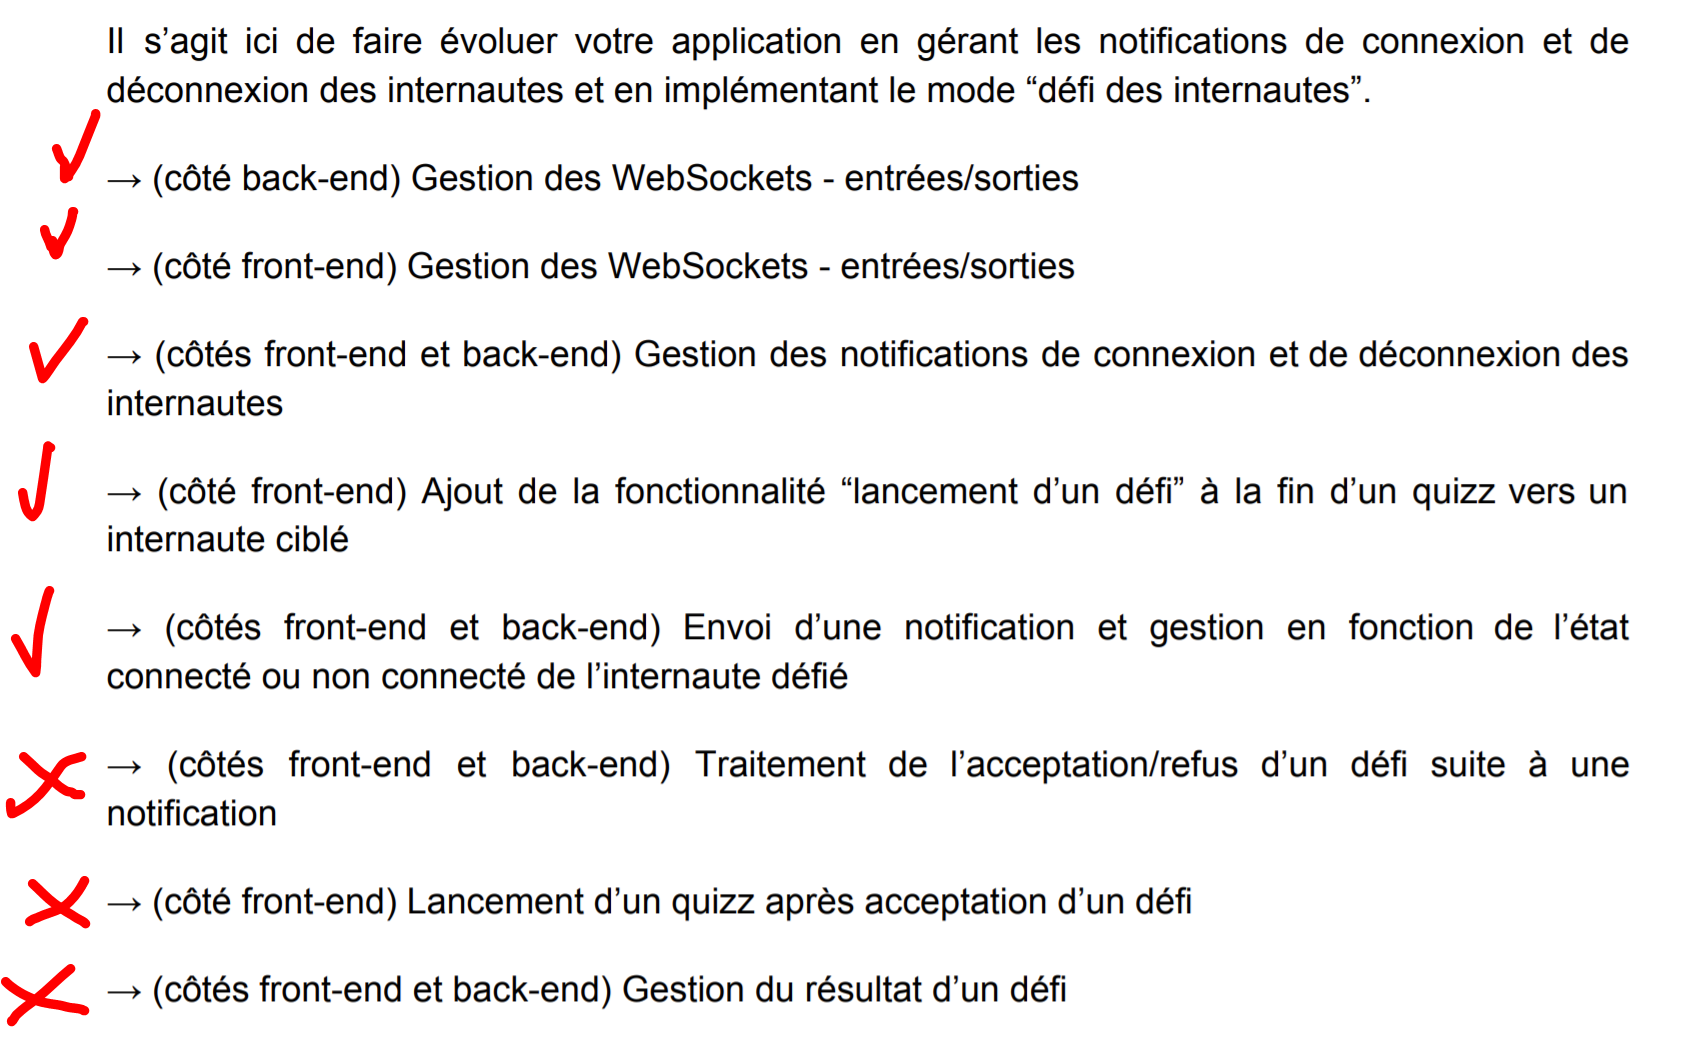 Il s’agit ici de faire évoluer votre application en gérant les notifications de connexion et de
déconnexion des internautes et en implémentant le mode “défi des internautes”.
→ (côté back-end) Gestion des WebSockets - entrées/sorties
→ (côté front-end) Gestion des WebSockets - entrées/sorties
→ (côtés front-end et back-end) Gestion des notifications de connexion et de déconnexion des
internautes
→ (côté front-end) Ajout de la fonctionnalité “lancement d’un défi” à la fin d’un quizz vers un
internaute ciblé
→ (côtés front-end et back-end) Envoi d’une notification et gestion en fonction de l’état
connecté ou non connecté de l’internaute défié
→ (côtés front-end et back-end) Traitement de l’acceptation/refus d’un défi suite à une
notification
→ (côté front-end) Lancement d’un quizz après acceptation d’un défi
→ (côtés front-end et back-end) Gestion du résultat d’un défi